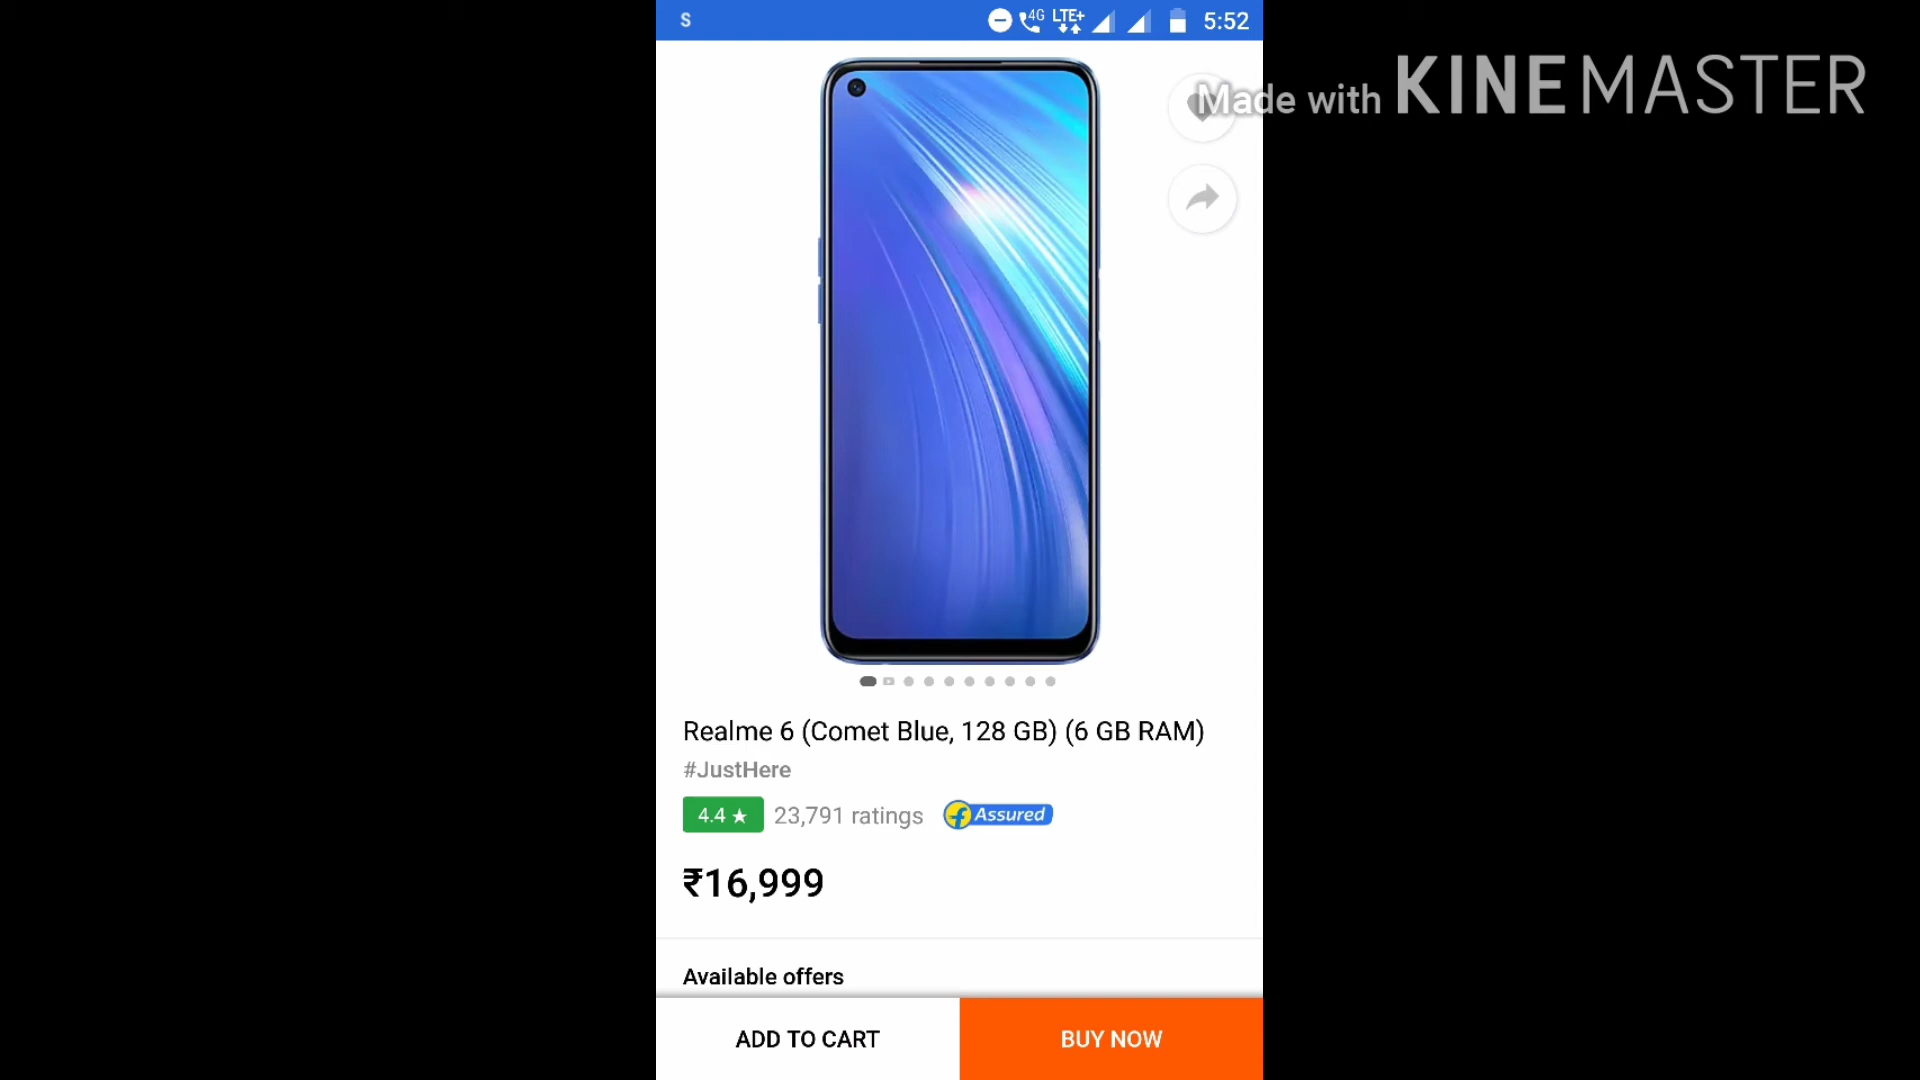 S 4G LTE+ 5:52
Made with KINEMASTER
Realme 6 (Comet Blue, 128 GB) (6 GB RAM)
#JustHere
4.4 ★ 23,791 ratings f Assured
₹16,999
Available offers
ADD TO CART BUY NOW